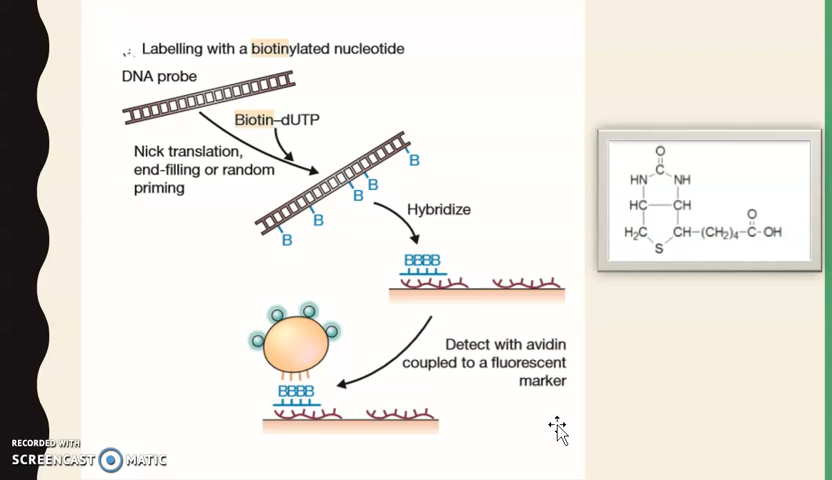 Labelling with a biotinylated nucleotide
DNA probe
Biotin–dUTP
Nick translation,
end-filling or random
priming
B
B
B
B
B
Hybridize
BBBB
Detect with avidin
coupled to a fluorescent
marker
BBBB
O
C
HN NH
HC CH
O
H₂C CH–(CH₂)₄–C–OH
S
RECORDED WITH
SCREENCAST MATIC